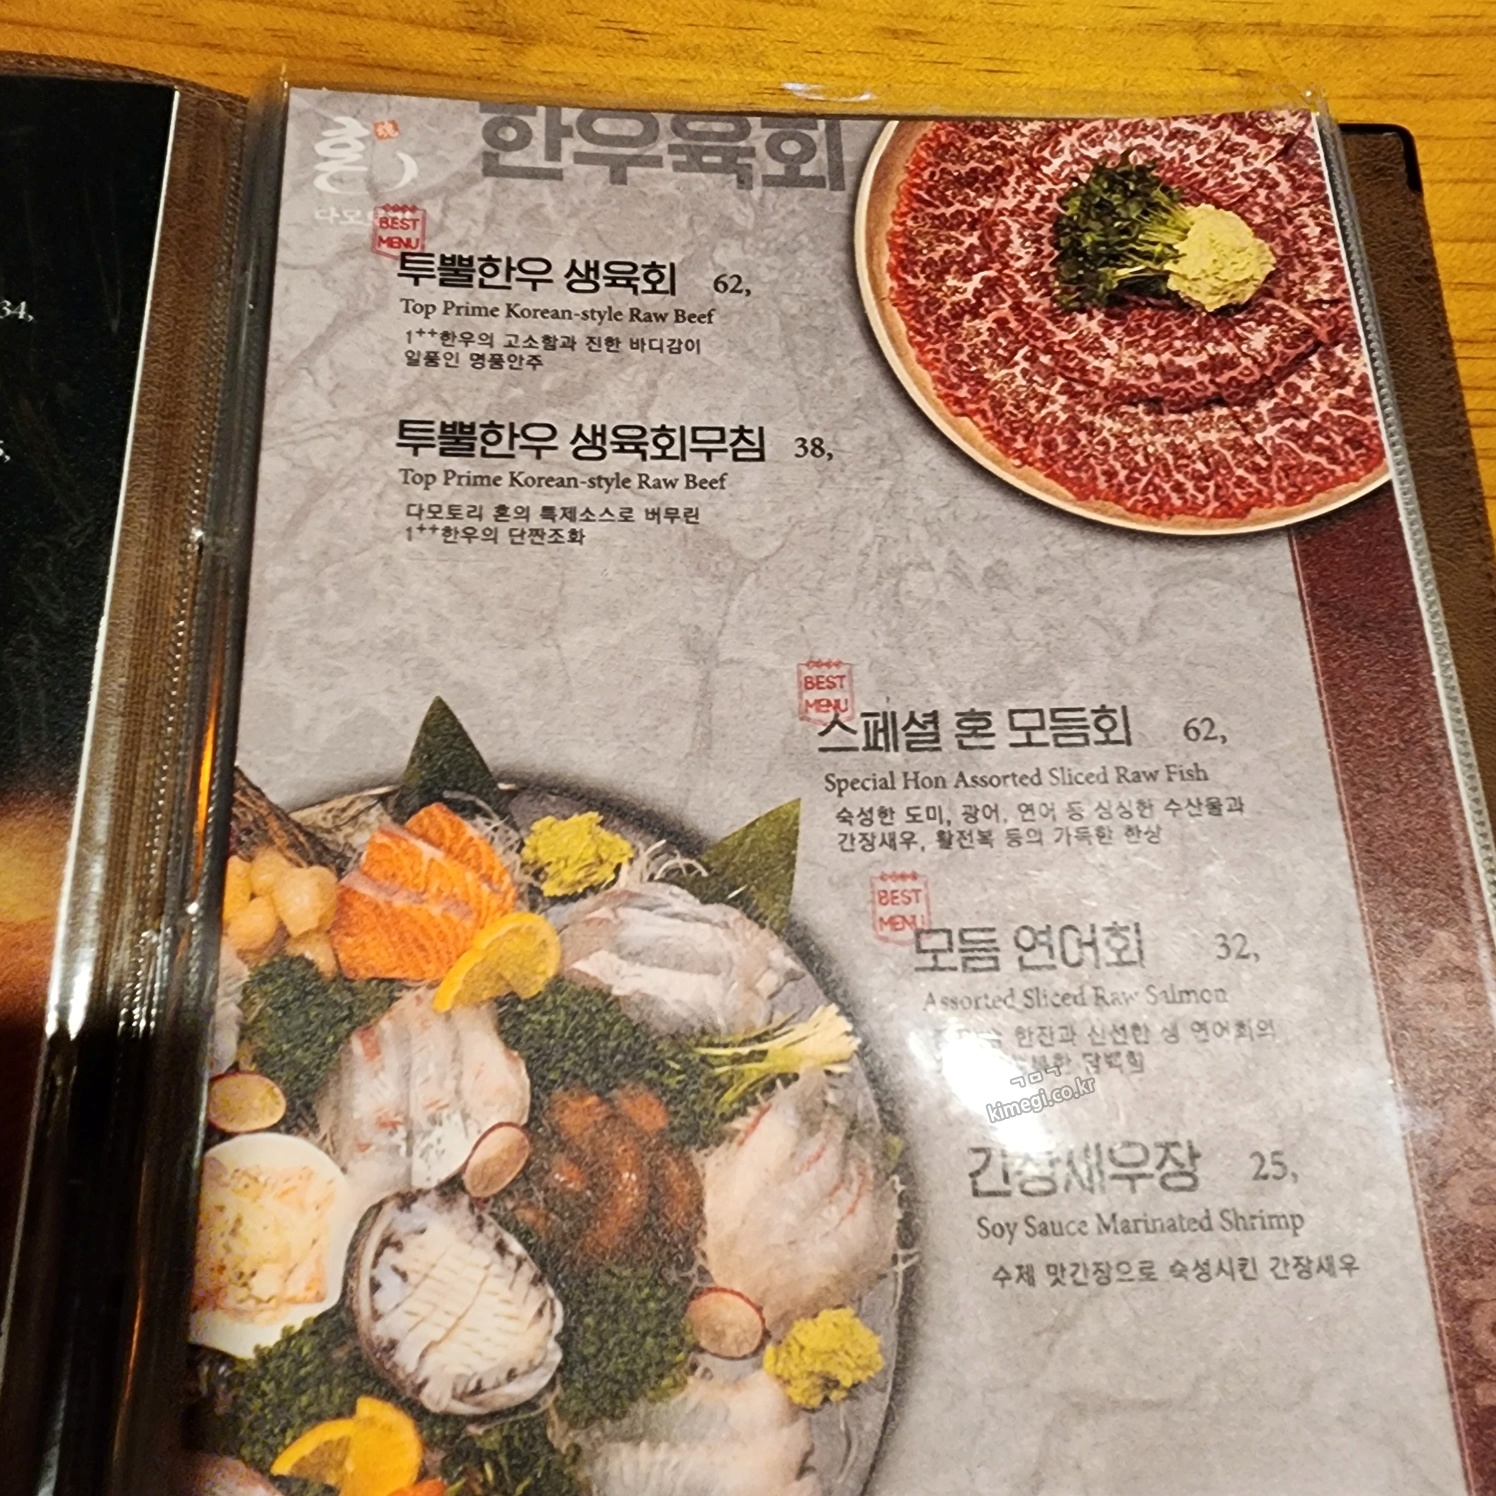 34,
혼
魂
한우육회
BEST
MENU
투뿔한우 생육회 62,
Top Prime Korean-style Raw Beef
1++한우의 고소함과 진한 바디감이
일품인 명품안주
투뿔한우 생육회무침 38,
Top Prime Korean-style Raw Beef
다모토리 혼의 특제소스로 버무린
1++한우의 단짠조화
BEST
MENU
스페셜 혼 모듬회 62,
Special Hon Assorted Sliced Raw Fish
숙성한 도미, 광어, 연어 등 싱싱한 수산물과
간장새우, 활전복 등의 가득한 한상
BEST
MENU
모듬 연어회 32,
Assorted Sliced Raw Salmon
한잔과 신선한 생 연어회의
담백함
ㄱㅁㄱ
kimegi.co.kr
간장새우장 25,
Soy Sauce Marinated Shrimp
수제 맛간장으로 숙성시킨 간장새우